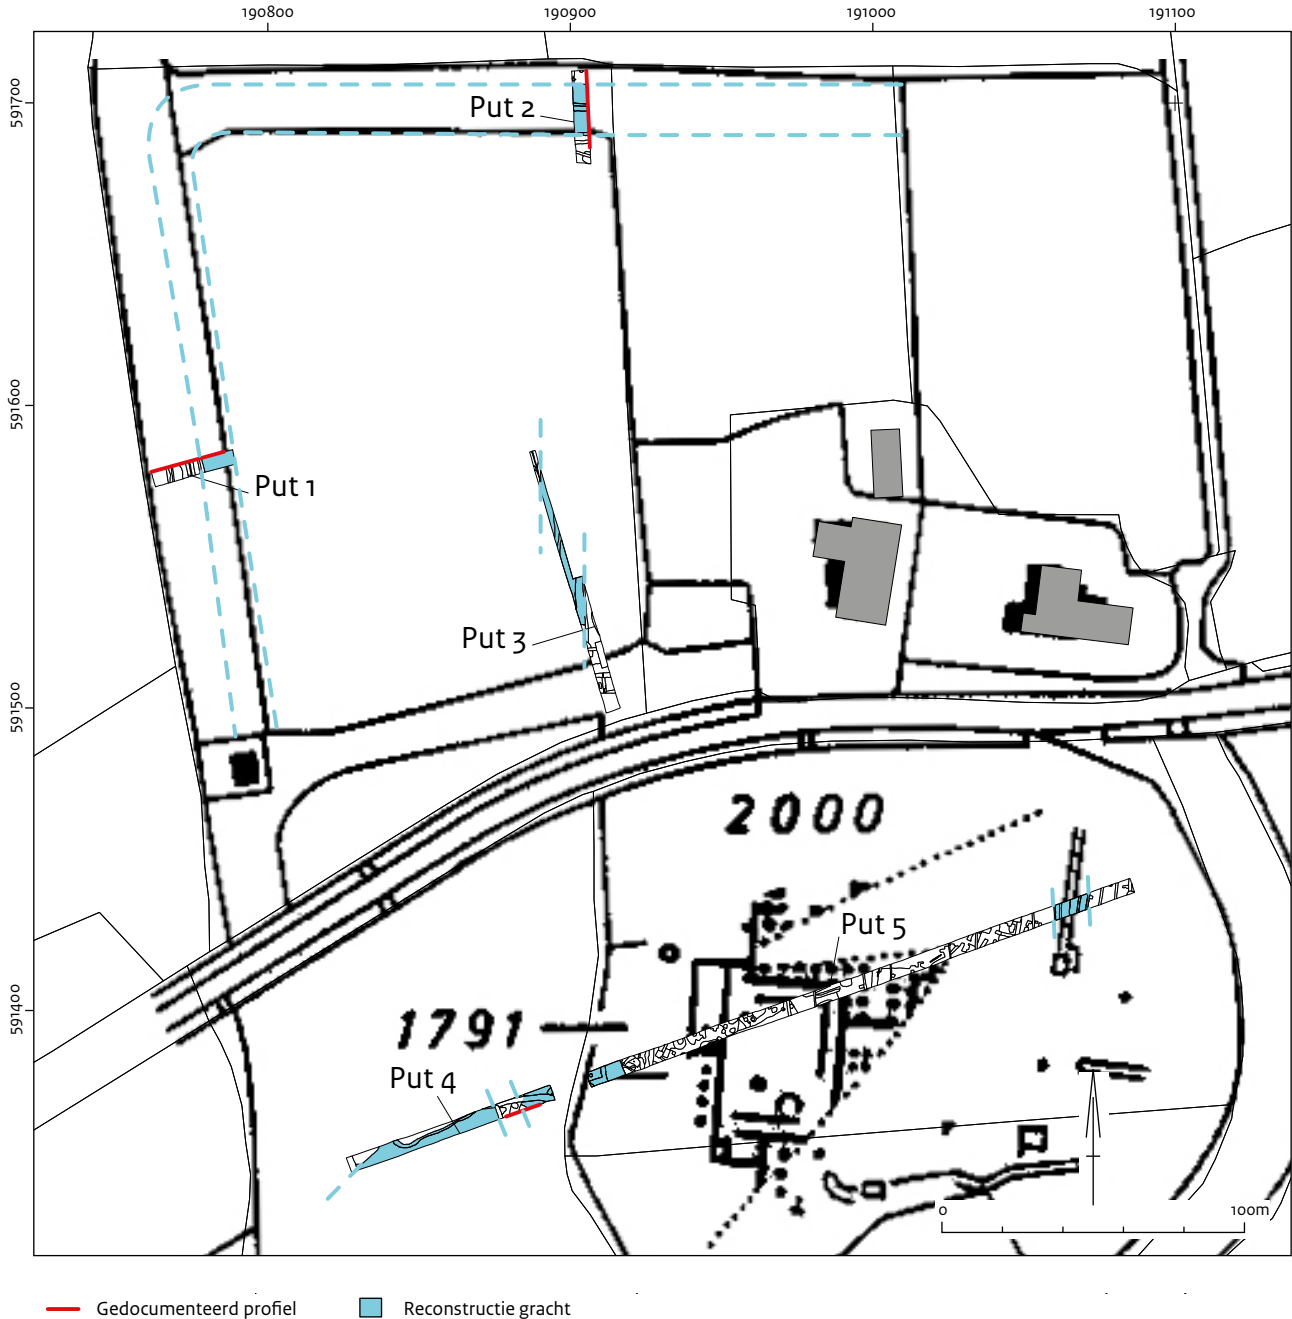 190800
190900
191000
191100
591700
591600
591500
591400
Put 2
Put 1
Put 3
2000
Put 5
1791
Put 4
0
100m
Gedocumenteerd profiel
Reconstructie gracht